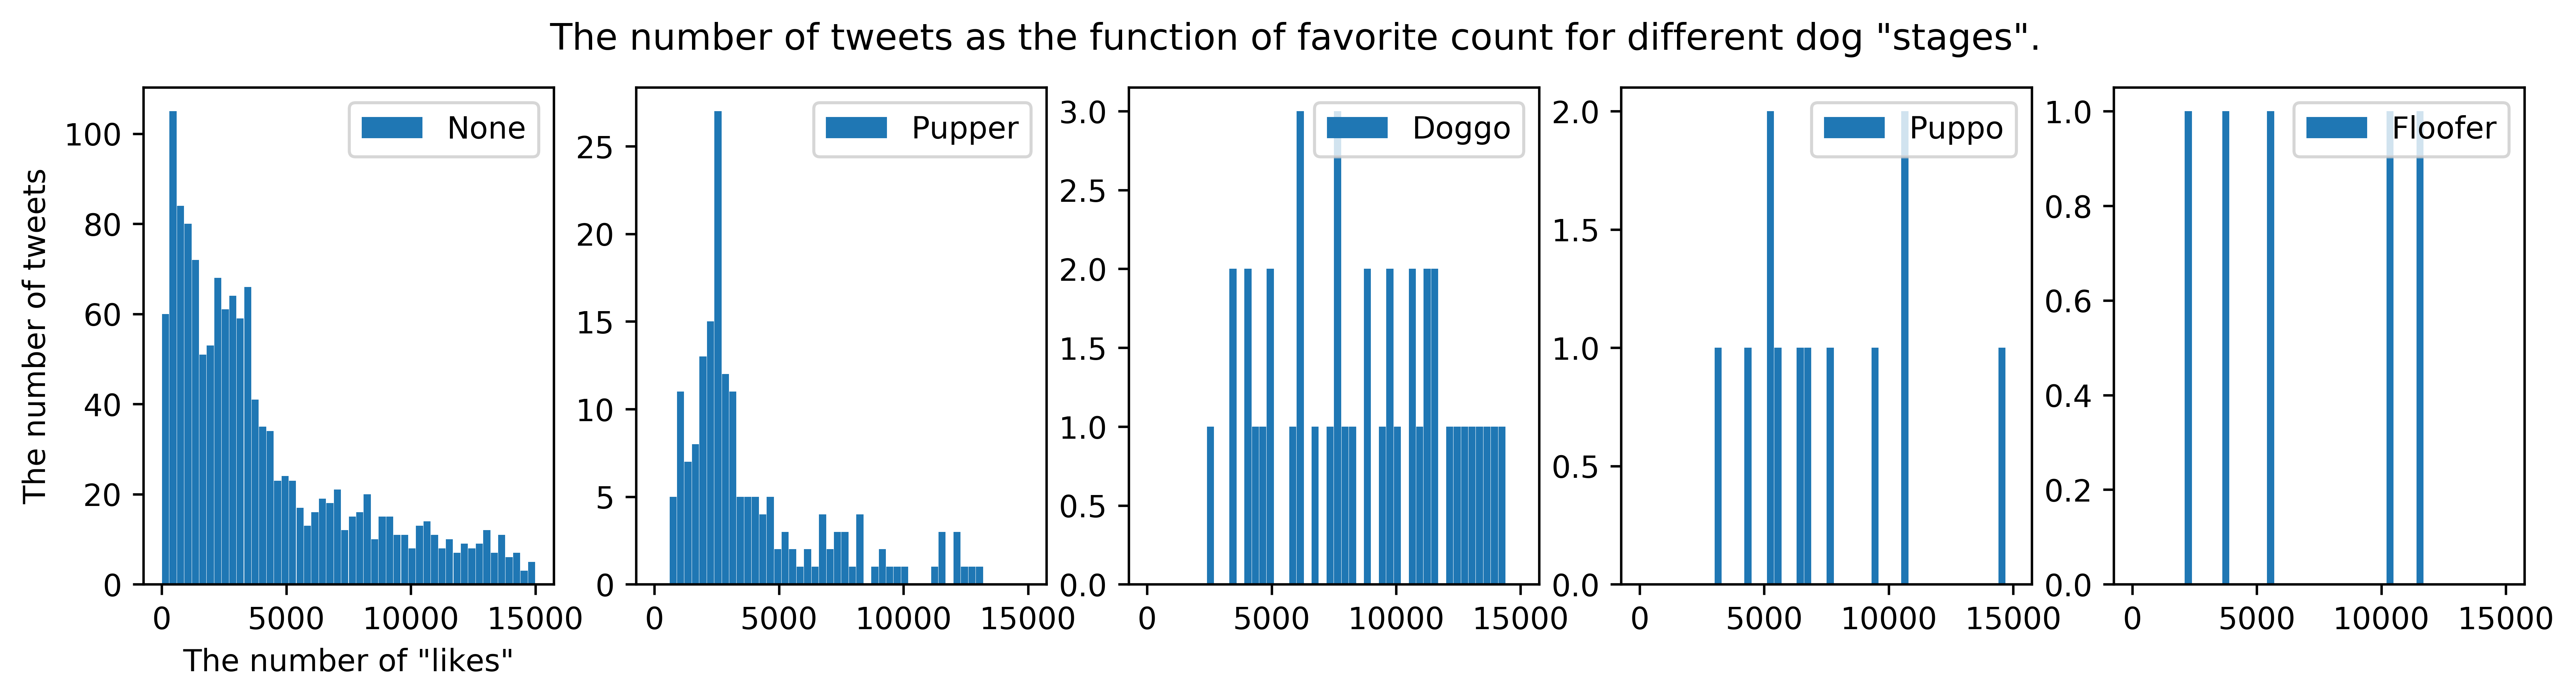 The number of tweets as the function of favorite count for different dog "stages".
The number of tweets
100
80
60
40
20
0
None
0 5000 10000 15000
The number of "likes"
25
20
15
10
5
0
Pupper
0 5000 10000 15000
3.0
2.5
2.0
1.5
1.0
0.5
0.0
Doggo
0 5000 10000 15000
2.0
1.5
1.0
0.5
0.0
Puppo
0 5000 10000 15000
1.0
0.8
0.6
0.4
0.2
0.0
Floofer
0 5000 10000 15000